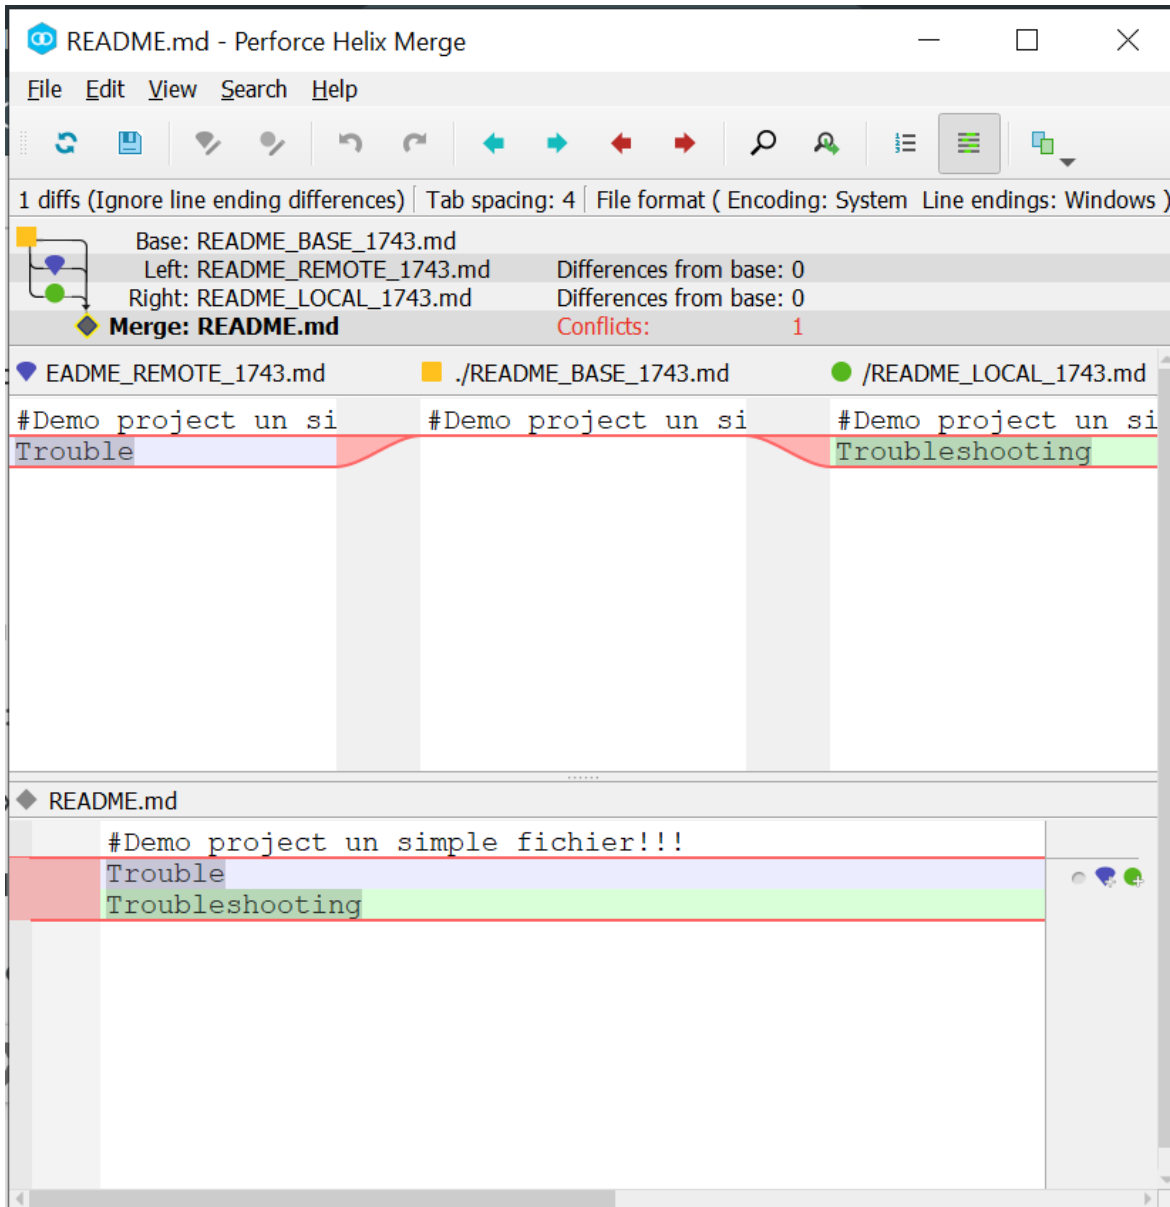 README.md - Perforce Helix Merge
File Edit View Search Help
1 diffs (Ignore line ending differences) Tab spacing: 4 File format ( Encoding: System Line endings: Windows )
Base: README_BASE_1743.md
Left: README_REMOTE_1743.md Differences from base: 0
Right: README_LOCAL_1743.md Differences from base: 0
Merge: README.md Conflicts: 1
EADME_REMOTE_1743.md ./README_BASE_1743.md /README_LOCAL_1743.md
#Demo project un si #Demo project un si #Demo project un si
Trouble Troubleshooting
README.md
#Demo project un simple fichier!!!
Trouble
Troubleshooting